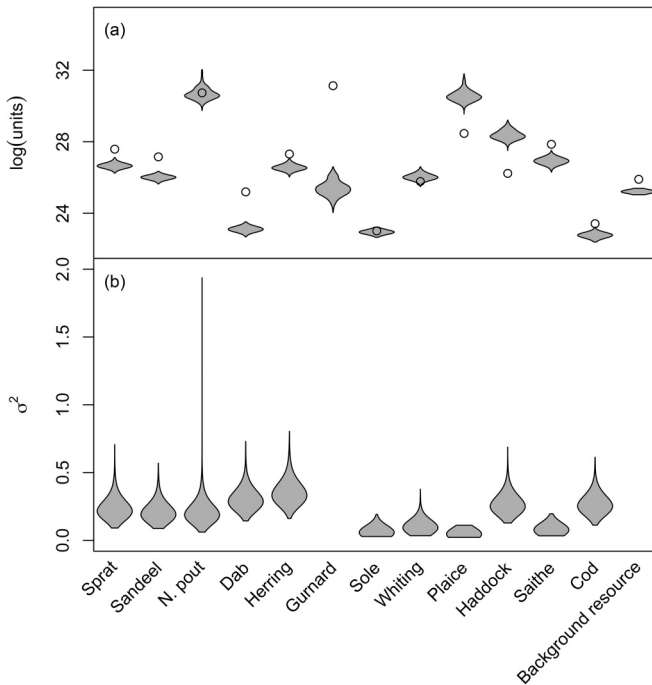 (a)
log(units)
32
28
24
(b)
σ²
2.0
1.5
1.0
0.5
0.0
Sprat
Sandeel
N. pout
Dab
Herring
Gurnard
Sole
Whiting
Plaice
Haddock
Saithe
Cod
Background resource